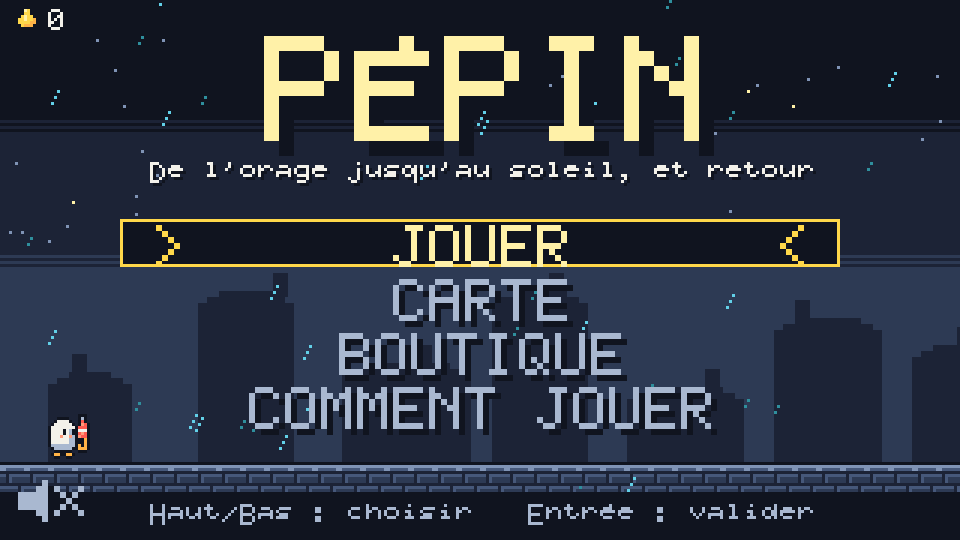 0
PÉPIN
De l'orage jusqu'au soleil, et retour
> JOUER <
CARTE
BOUTIQUE
COMMENT JOUER
Haut/Bas : choisir Entrée : valider